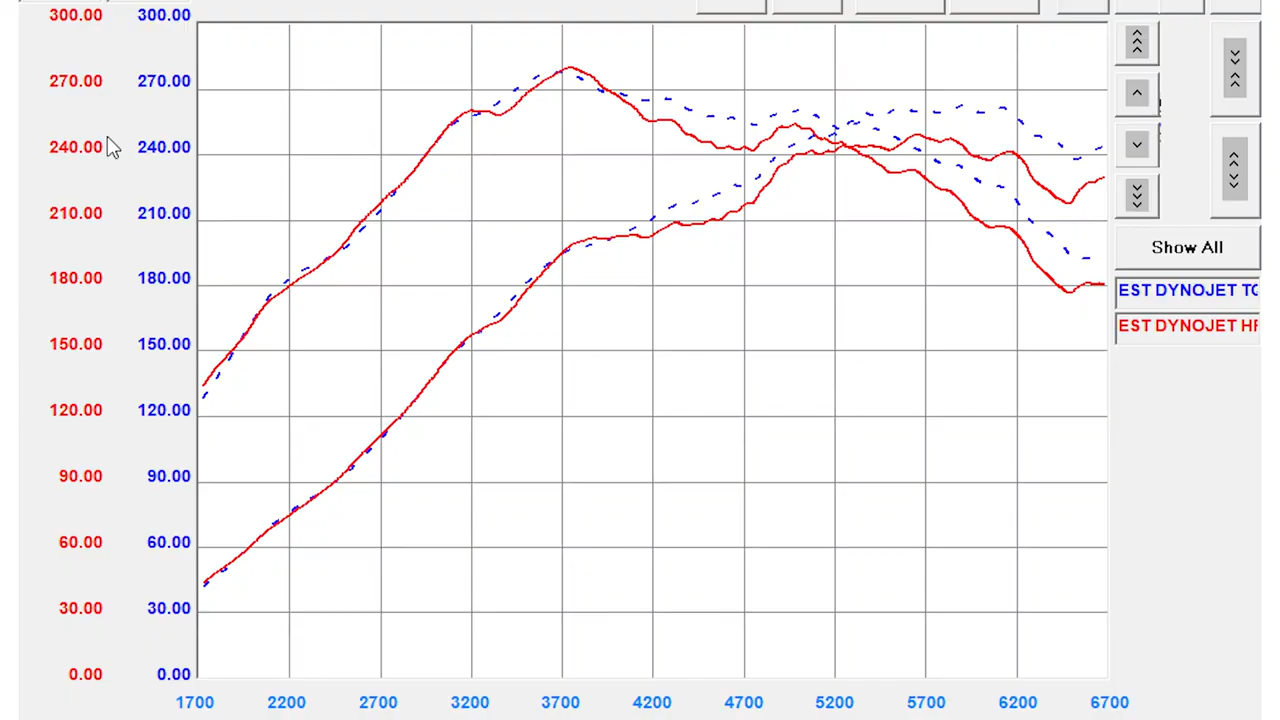 300.00 300.00
270.00 270.00
240.00 240.00
210.00 210.00
180.00 180.00
150.00 150.00
120.00 120.00
90.00 90.00
60.00 60.00
30.00 30.00
0.00 0.00
1700 2200 2700 3200 3700 4200 4700 5200 5700 6200 6700
Show All
EST DYNOJET
EST DYNOJET